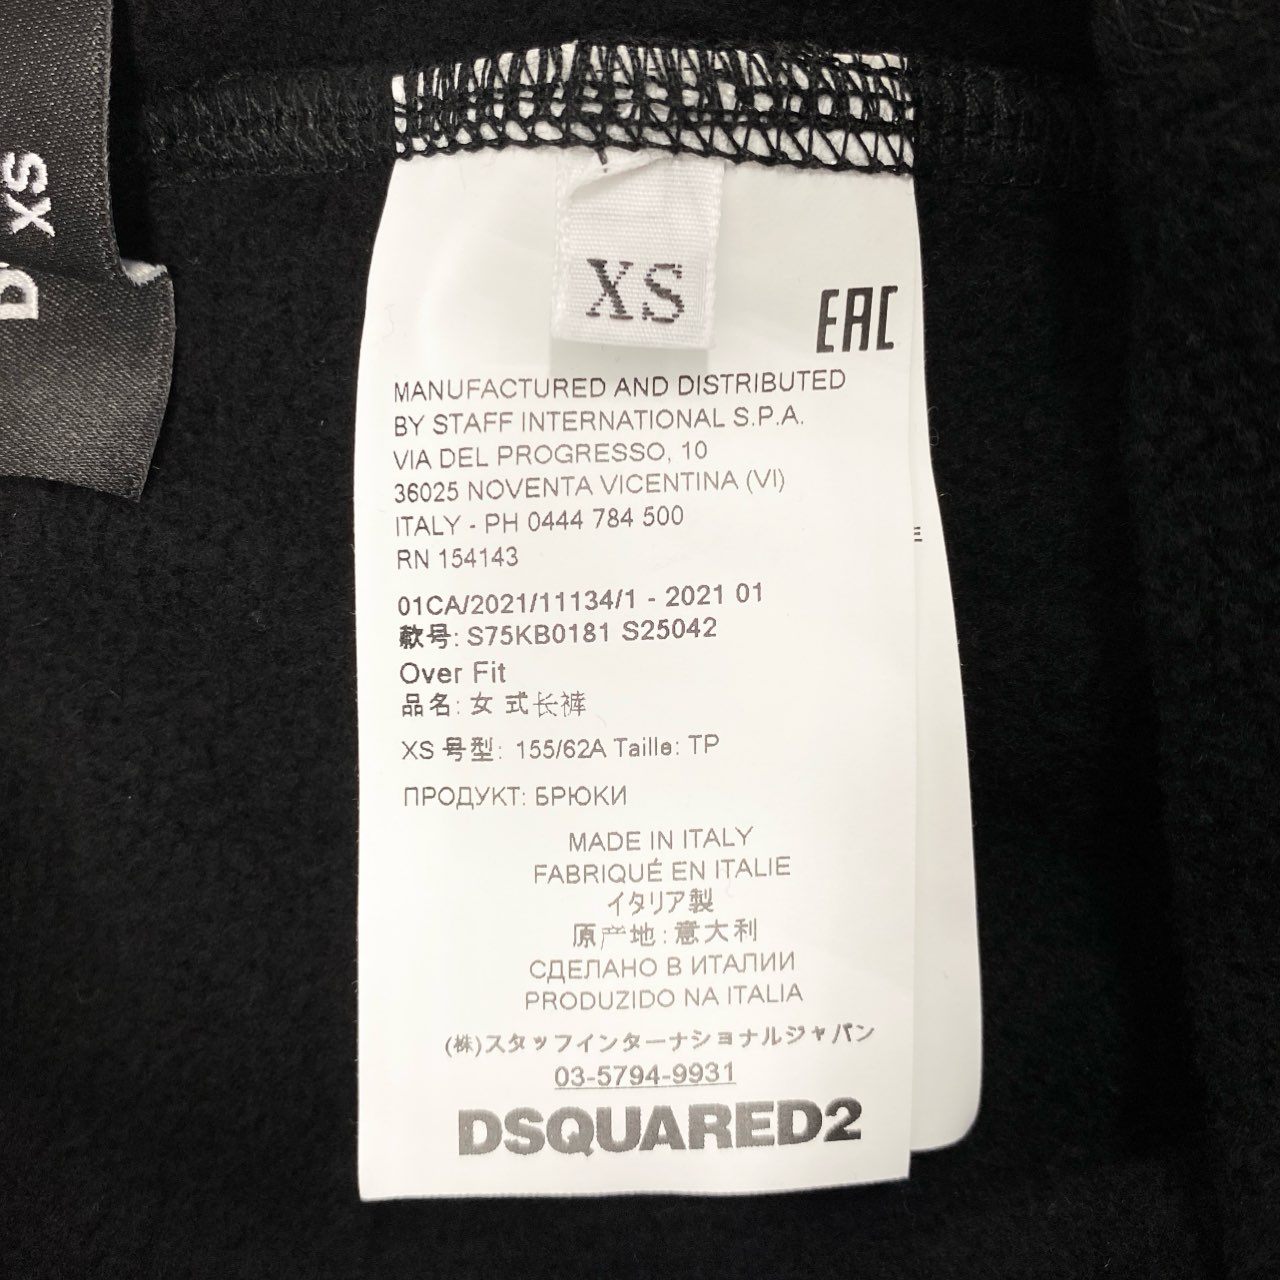 D' XS
XS
EAC
MANUFACTURED AND DISTRIBUTED
BY STAFF INTERNATIONAL S.P.A.
VIA DEL PROGRESSO, 10
36025 NOVENTA VICENTINA (VI)
ITALY - PH 0444 784 500
RN 154143
01CA/2021/11134/1 - 2021 01
款号: S75KB0181 S25042
Over Fit
品名: 女 式长裤
XS 号型: 155/62A Taille: TP
ПРОДУКТ: БРЮКИ
MADE IN ITALY
FABRIQUÉ EN ITALIE
イタリア製
原产地: 意大利
СДЕЛАНО В ИТАЛИИ
PRODUZIDO NA ITALIA
(株)スタッフインターナショナルジャパン
03-5794-9931
DSQUARED2